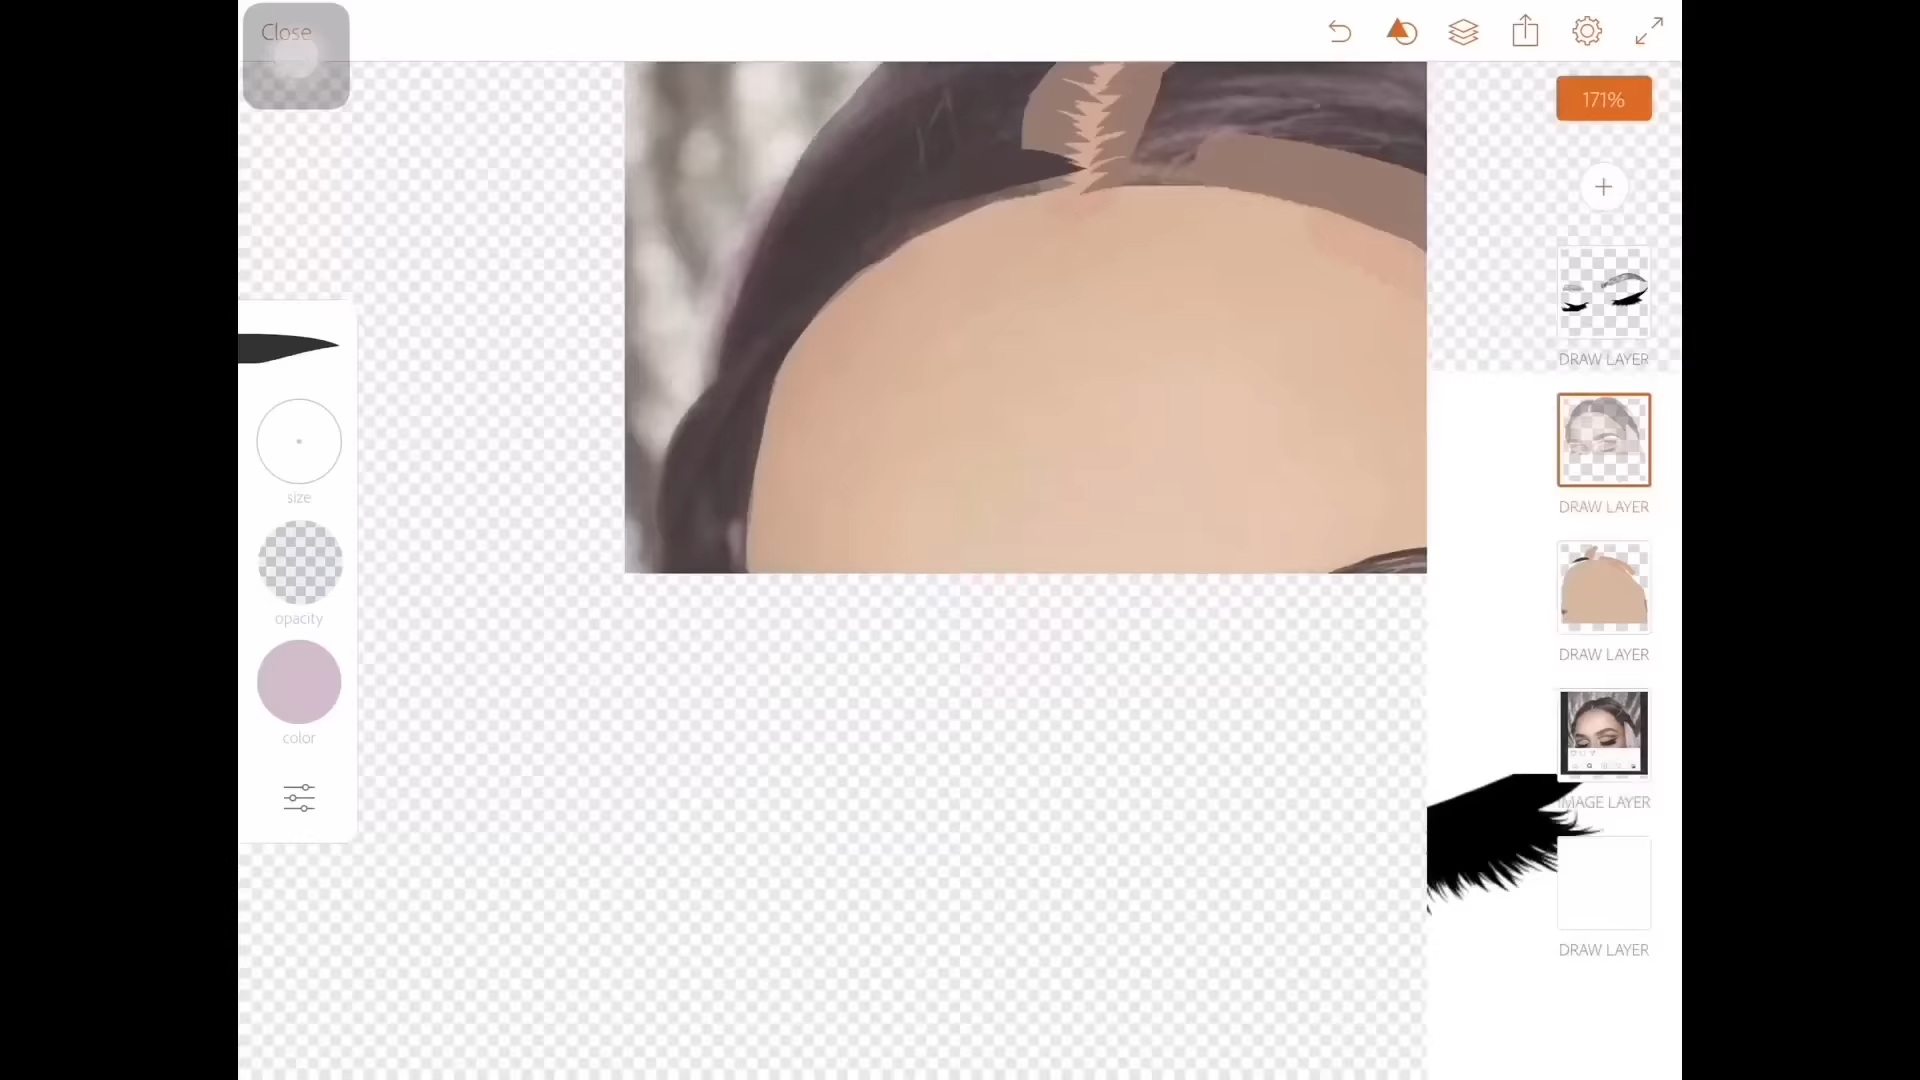 Close
171%
DRAW LAYER
DRAW LAYER
size
opacity
DRAW LAYER
color
IMAGE LAYER
DRAW LAYER